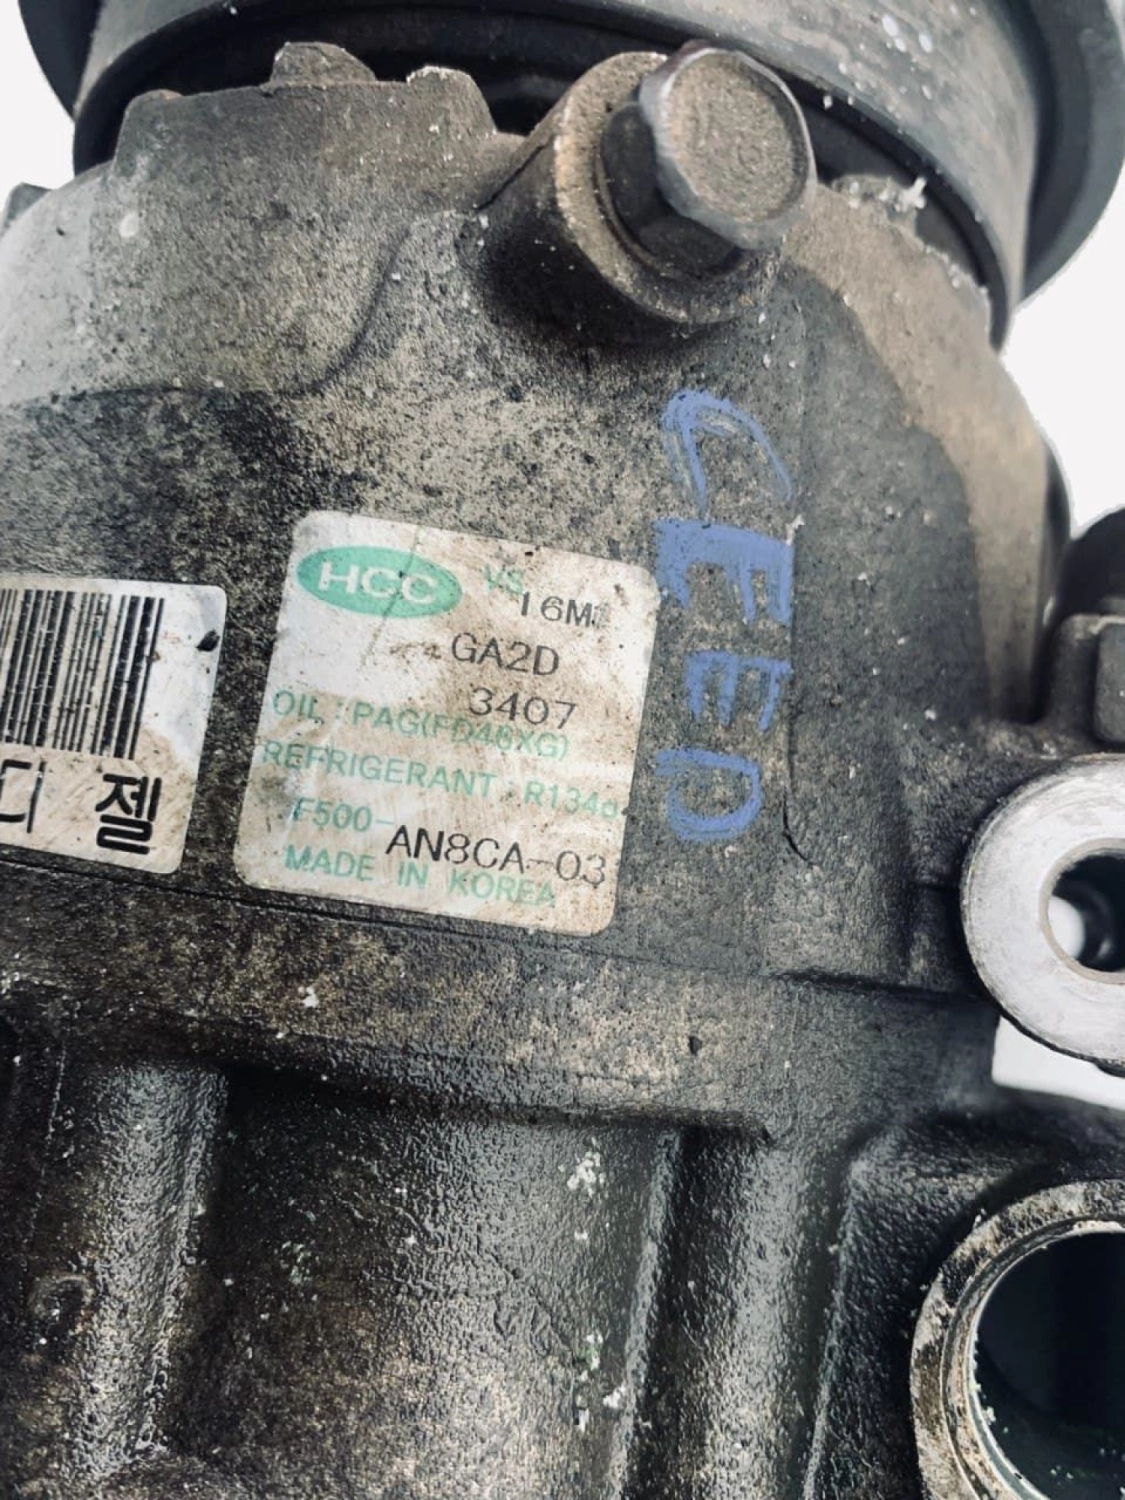 CEED
HCC VS
16M
GA2D
3407
OIL : PAG(FD46XG)
REFRIGERANT : R134a
F500-AN8CA-03
MADE IN KOREA
디 젤